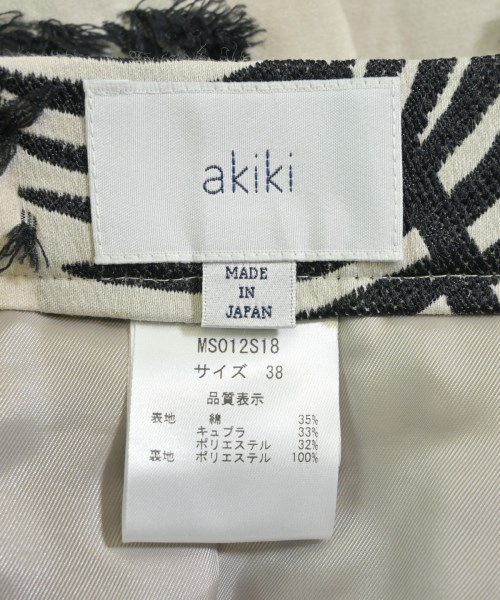 akiki
MADE
IN
JAPAN
MS012S18
サイズ 38
品質表示
表地 綿 35%
キュプラ 33%
ポリエステル 32%
裏地 ポリエステル 100%